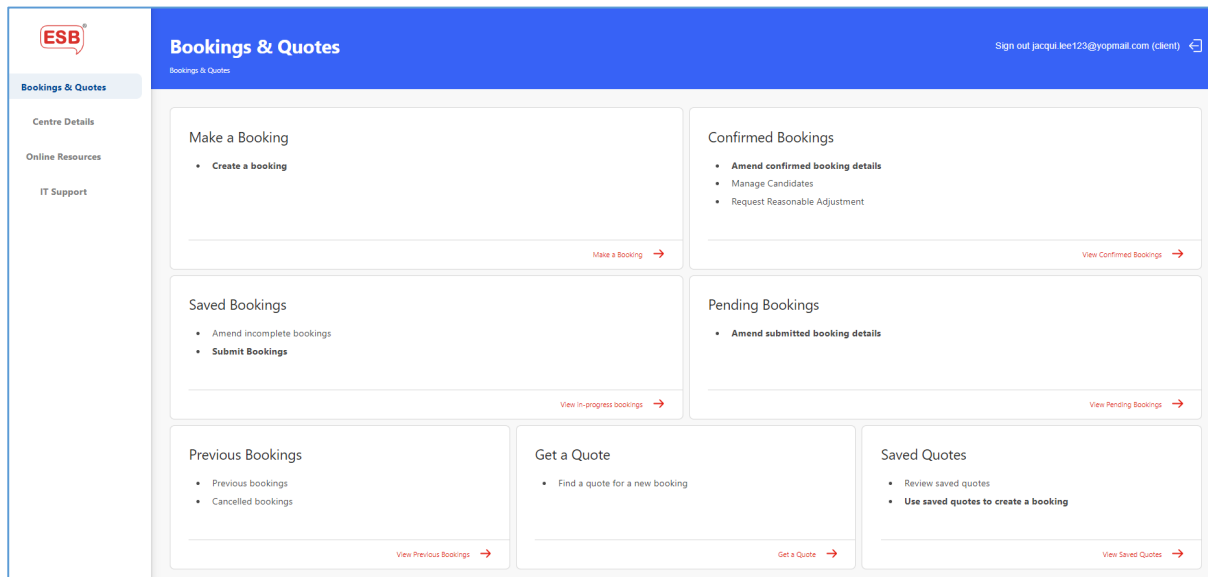 ESB
Bookings & Quotes
Centre Details
Online Resources
IT Support
Bookings & Quotes
Bookings & Quotes
Sign out jacqui.lee123@yopmail.com (client)
Make a Booking
• Create a booking
Make a Booking
Confirmed Bookings
• Amend confirmed booking details
• Manage Candidates
• Request Reasonable Adjustment
View Confirmed Bookings
Saved Bookings
• Amend incomplete bookings
• Submit Bookings
View in-progress bookings
Pending Bookings
• Amend submitted booking details
View Pending Bookings
Previous Bookings
• Previous bookings
• Cancelled bookings
View Previous Bookings
Get a Quote
• Find a quote for a new booking
Get a Quote
Saved Quotes
• Review saved quotes
• Use saved quotes to create a booking
View Saved Quotes